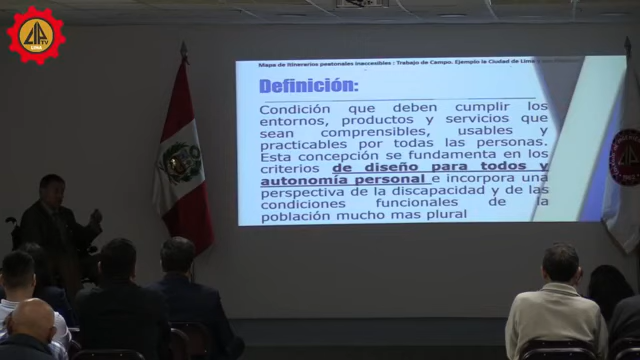 CIP
TV
LIMA
Mapa de itinerarios peatonales inaccesibles : Trabajo de Campo. Ejemplo la Ciudad de Lima
Definición:
Condición que deben cumplir los
entornos, productos y servicios que
sean comprensibles, usables y
practicables por todas las personas.
Esta concepción se fundamenta en los
criterios de diseño para todos y
autonomía personal e incorpora una
perspectiva de la discapacidad y de las
condiciones funcionales de la
población mucho mas plural